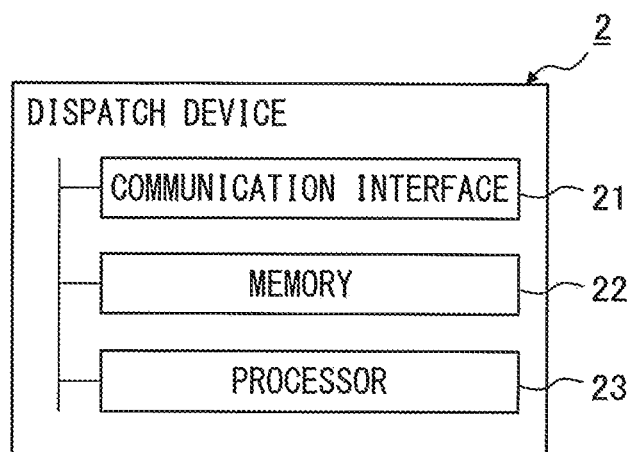 2
DISPATCH DEVICE
COMMUNICATION INTERFACE
21
MEMORY
22
PROCESSOR
23